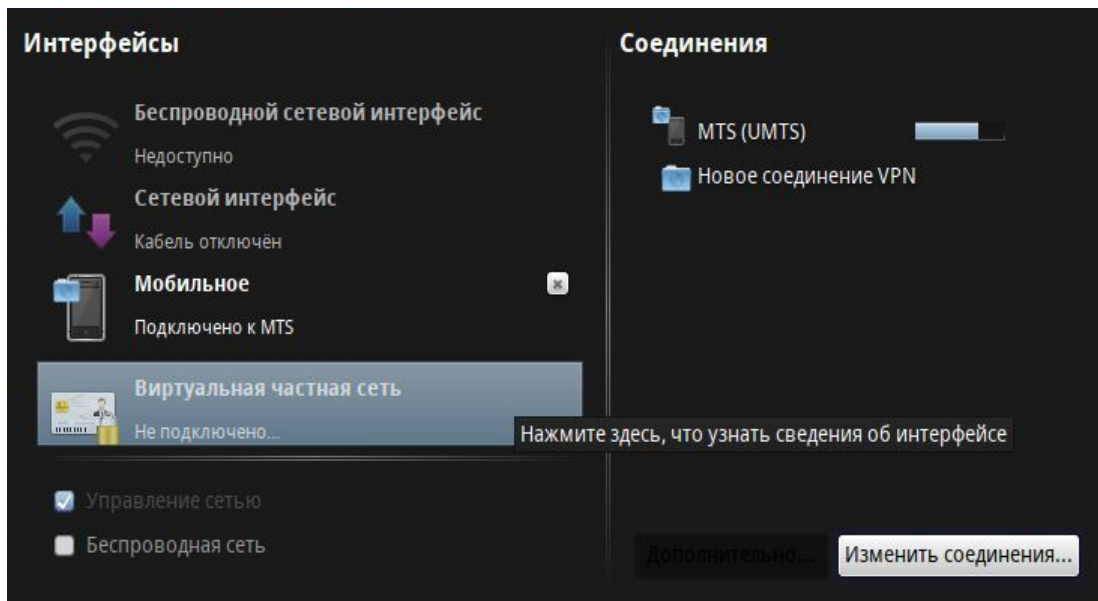 Интерфейсы
Беспроводной сетевой интерфейс
Недоступно
Сетевой интерфейс
Кабель отключён
Мобильное
Подключено к MTS
Виртуальная частная сеть
Не подключено...
Управление сетью
Беспроводная сеть
Соединения
MTS (UMTS)
Новое соединение VPN
Нажмите здесь, что узнать сведения об интерфейсе
Дополнительно...
Изменить соединения...